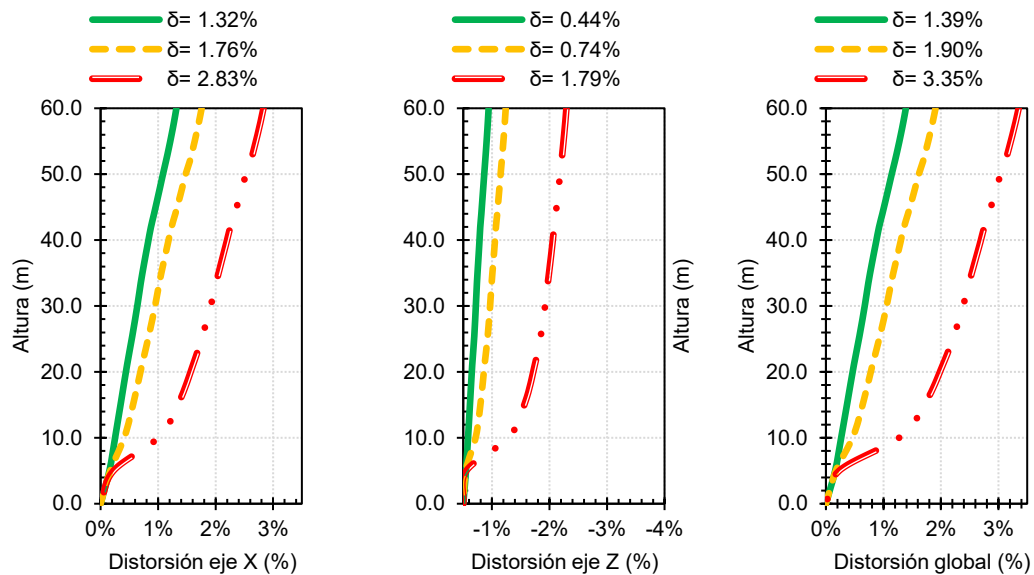 δ= 1.32%
δ= 1.76%
δ= 2.83%
60.0
50.0
40.0
30.0
20.0
10.0
0.0
Altura (m)
0% 1% 2% 3%
Distorsión eje X (%)
δ= 0.44%
δ= 0.74%
δ= 1.79%
60.0
50.0
40.0
30.0
20.0
10.0
0.0
Altura (m)
-1% -2% -3% -4%
Distorsión eje Z (%)
δ= 1.39%
δ= 1.90%
δ= 3.35%
60.0
50.0
40.0
30.0
20.0
10.0
0.0
Altura (m)
0% 1% 2% 3%
Distorsión global (%)